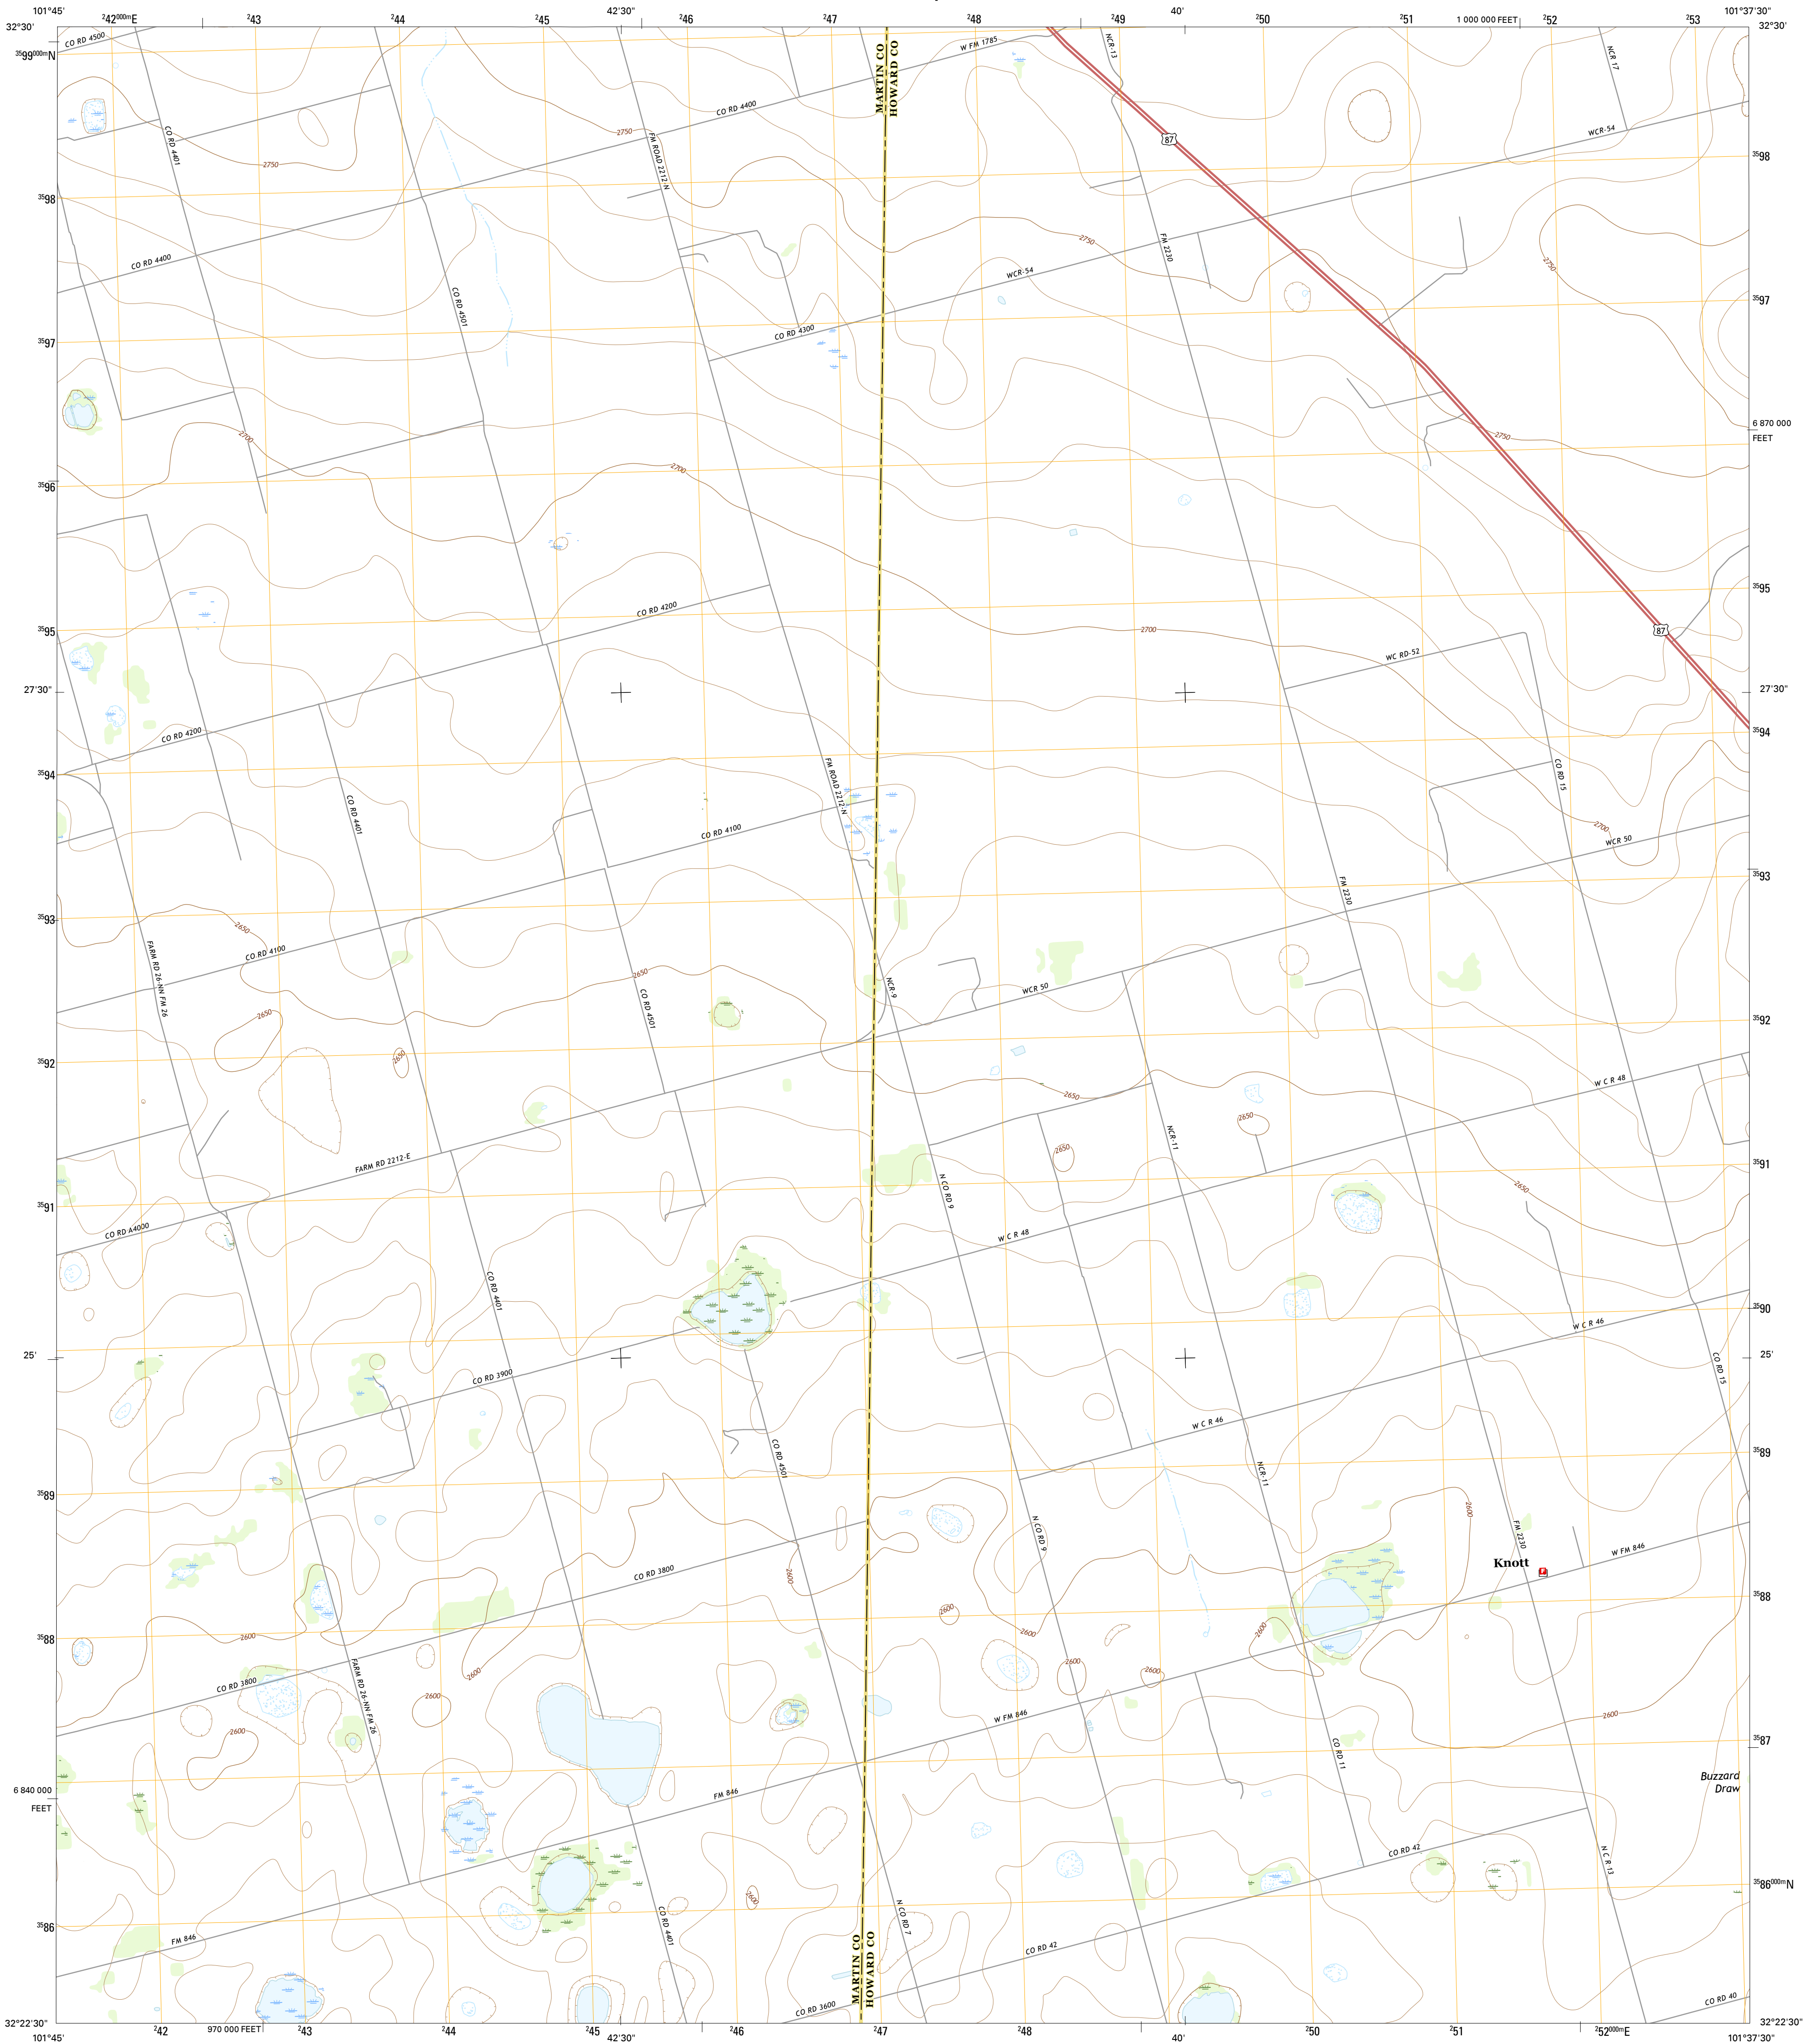 101°45'
²42⁰⁰⁰ᵐE
²43
²44
²45
42'30"
²46
²47
²48
²49
40'
²50
²51
1 000 000 FEET
²52
²53
101°37'30"
32°30'
32°30'
³⁵99⁰⁰⁰ᵐN
CO RD 4500
W FM 1785
NCR-13
NCR 17
MARTIN CO
HOWARD CO
CO RD 4401
2750
CO RD 4400
2750
FM ROAD 2212-N
87
WCR-54
³⁵98
³⁵98
CO RD 4400
2750
FM 2230
WCR-54
2750
CO RD 4501
³⁵97
³⁵97
CO RD 4300
2700
2700
2750
6 870 000
FEET
³⁵96
³⁵95
³⁵95
CO RD 4200
2700
87
WC RD-52
27'30"
27'30"
CO RD 4200
³⁵94
³⁵94
CO RD 4401
FM ROAD 2212-N
CO RD 15
CO RD 4100
2700
WCR 50
³⁵93
³⁵93
FM 2230
2650
FARM RD 26-NN FM 26
CO RD 4100
2650
NCR-9
CO RD 4501
WCR 50
³⁵92
2650
³⁵92
2650
2650
W C R 48
2650
NCR-11
FARM RD 2212-E
2650
³⁵91
N CO RD 9
2650
³⁵91
CO RD A4000
W C R 48
CO RD 4401
³⁵90
W C R 46
25'
25'
CO RD 15
CO RD 3900
W C R 46
CO RD 4501
NCR-11
³⁵89
³⁵89
2600
N CO RD 9
FM 2230
W FM 846
Knott
F
CO RD 3800
2600
³⁵88
2600
2600
³⁵88
2600
2600
2600
2600
2600
CO RD 3800
FARM RD 26-NN FM 26
2600
2600
W FM 846
2600
³⁵87
CO RD 11
Buzzard
Draw
6 840 000
FEET
FM 846
CO RD 42
N C R 13
³⁵86⁰⁰⁰ᵐN
2600
³⁵86
FM 846
CO RD 4401
N CO RD 7
CO RD 42
MARTIN CO
HOWARD CO
CO RD 3600
CO RD 40
32°22'30"
32°22'30"
101°45'
²42
970 000 FEET
²43
²44
²45
42'30"
²46
²47
²48
40'
²50
²51
²52⁰⁰⁰ᵐE
101°37'30"